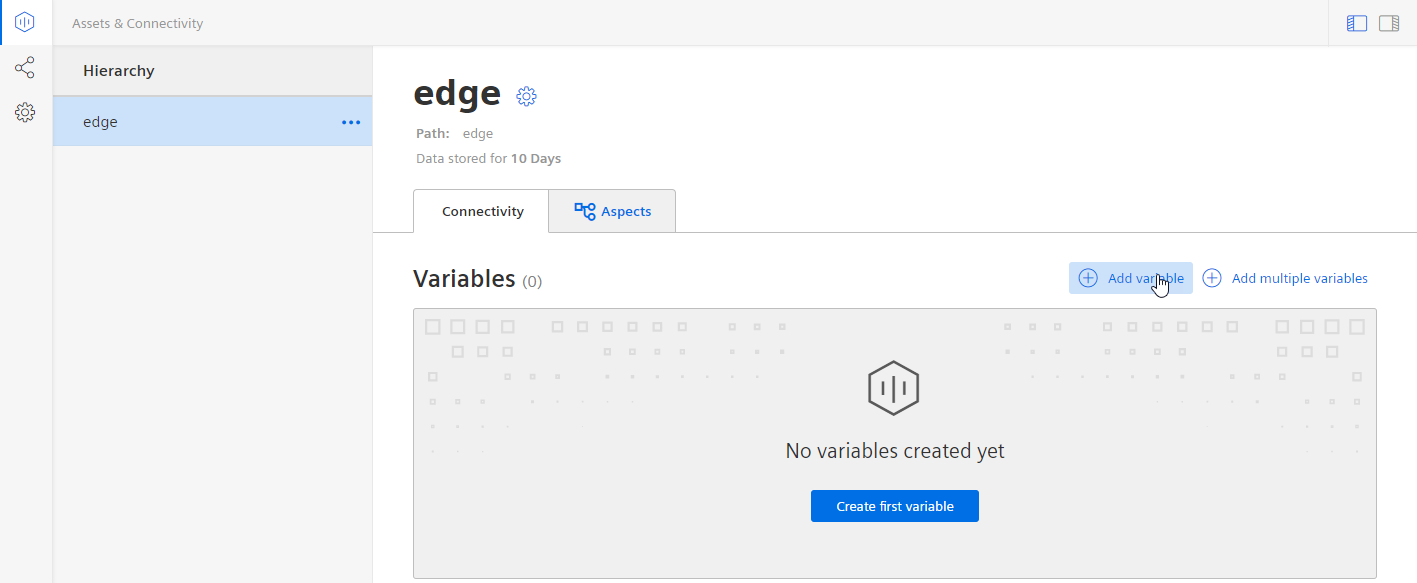 Assets & Connectivity
Hierarchy
edge
edge
Path: edge
Data stored for 10 Days
Connectivity
Aspects
Variables (0)
Add variable
Add multiple variables
No variables created yet
Create first variable